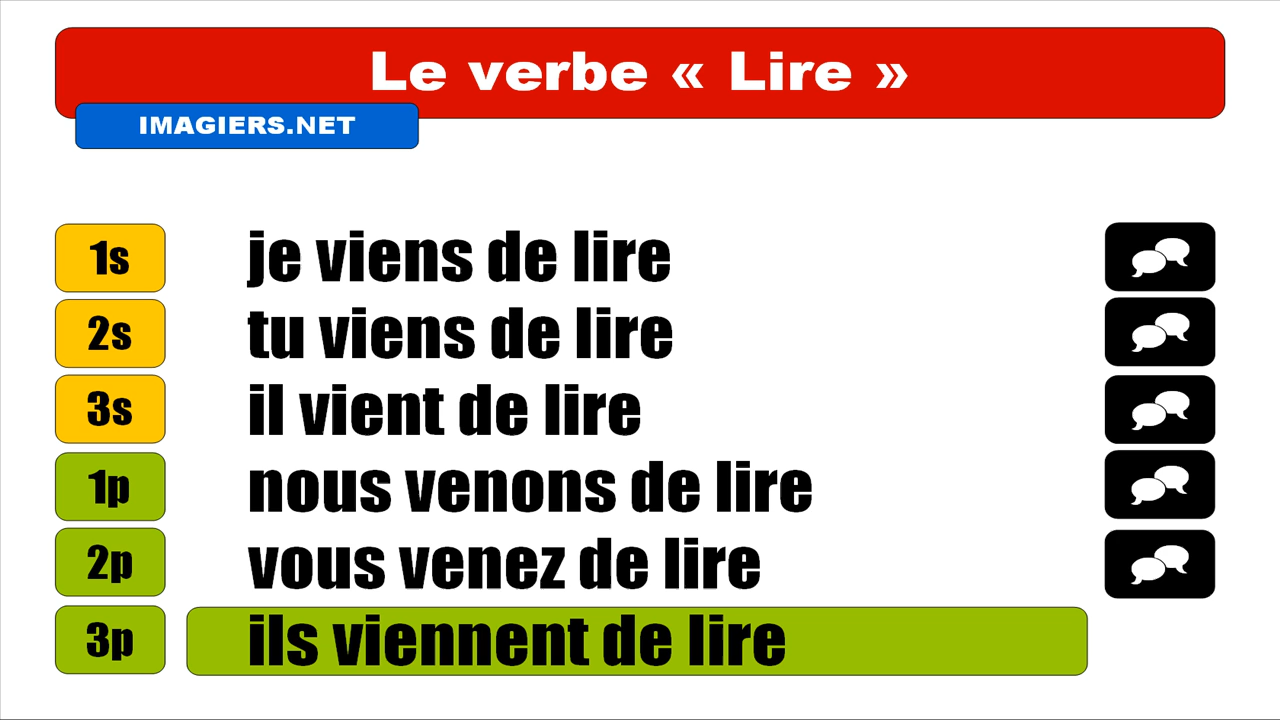 Le verbe « Lire »
IMAGIERS.NET
1s je viens de lire
2s tu viens de lire
3s il vient de lire
1p nous venons de lire
2p vous venez de lire
3p ils viennent de lire